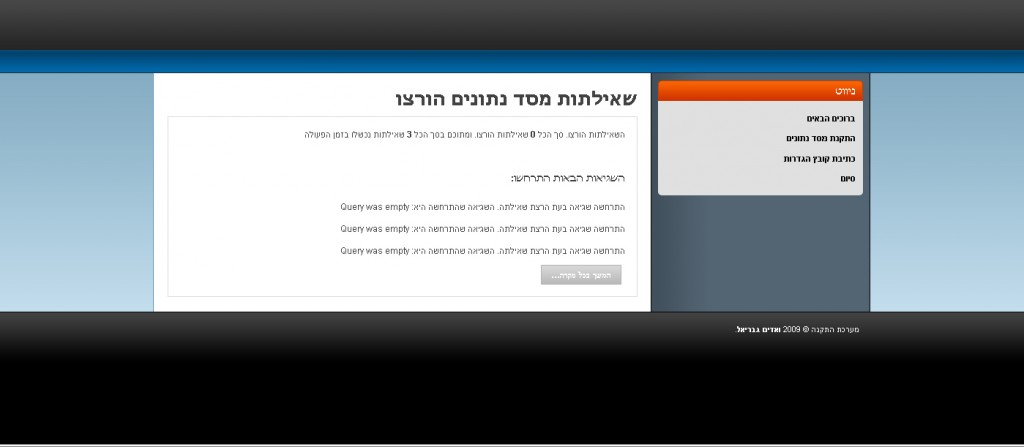 שאילתות מסד נתונים הורצו
השאילתות הורצו. סך הכל 0 שאילתות הורצו. ומתוכם בסך הכל 3 שאילתות נכשלו בזמן הפעולה
השגיאות הבאות התרחשו:
התרחשה שגיאה בעת הרצת שאילתה. השגיאה שהתרחשה היא: Query was empty
התרחשה שגיאה בעת הרצת שאילתה. השגיאה שהתרחשה היא: Query was empty
התרחשה שגיאה בעת הרצת שאילתה. השגיאה שהתרחשה היא: Query was empty
המשך בכל מקרה...
ניווט
ברוכים הבאים
התקנת מסד נתונים
כתיבת קובץ הגדרות
סיום
מערכת התקנה © 2009 ואדים גבריאל.